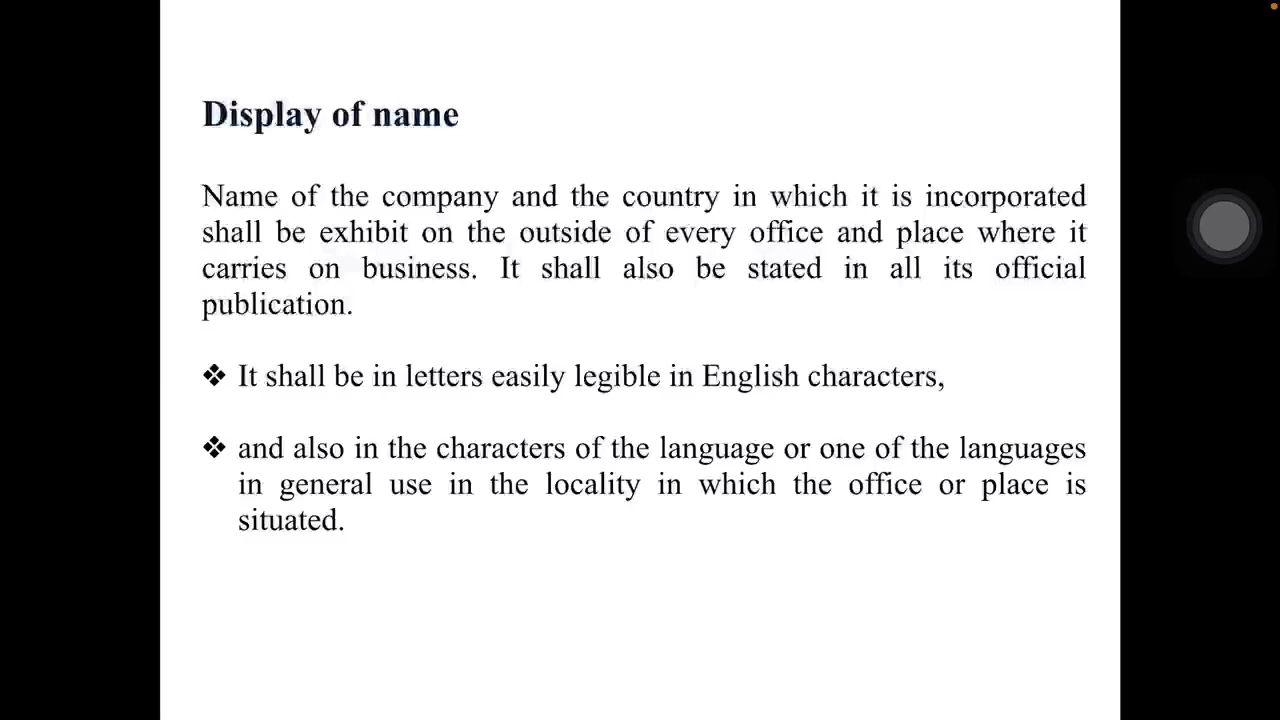 Display of name
Name of the company and the country in which it is incorporated
shall be exhibit on the outside of every office and place where it
carries on business. It shall also be stated in all its official
publication.
❖ It shall be in letters easily legible in English characters,
❖ and also in the characters of the language or one of the languages
in general use in the locality in which the office or place is
situated.